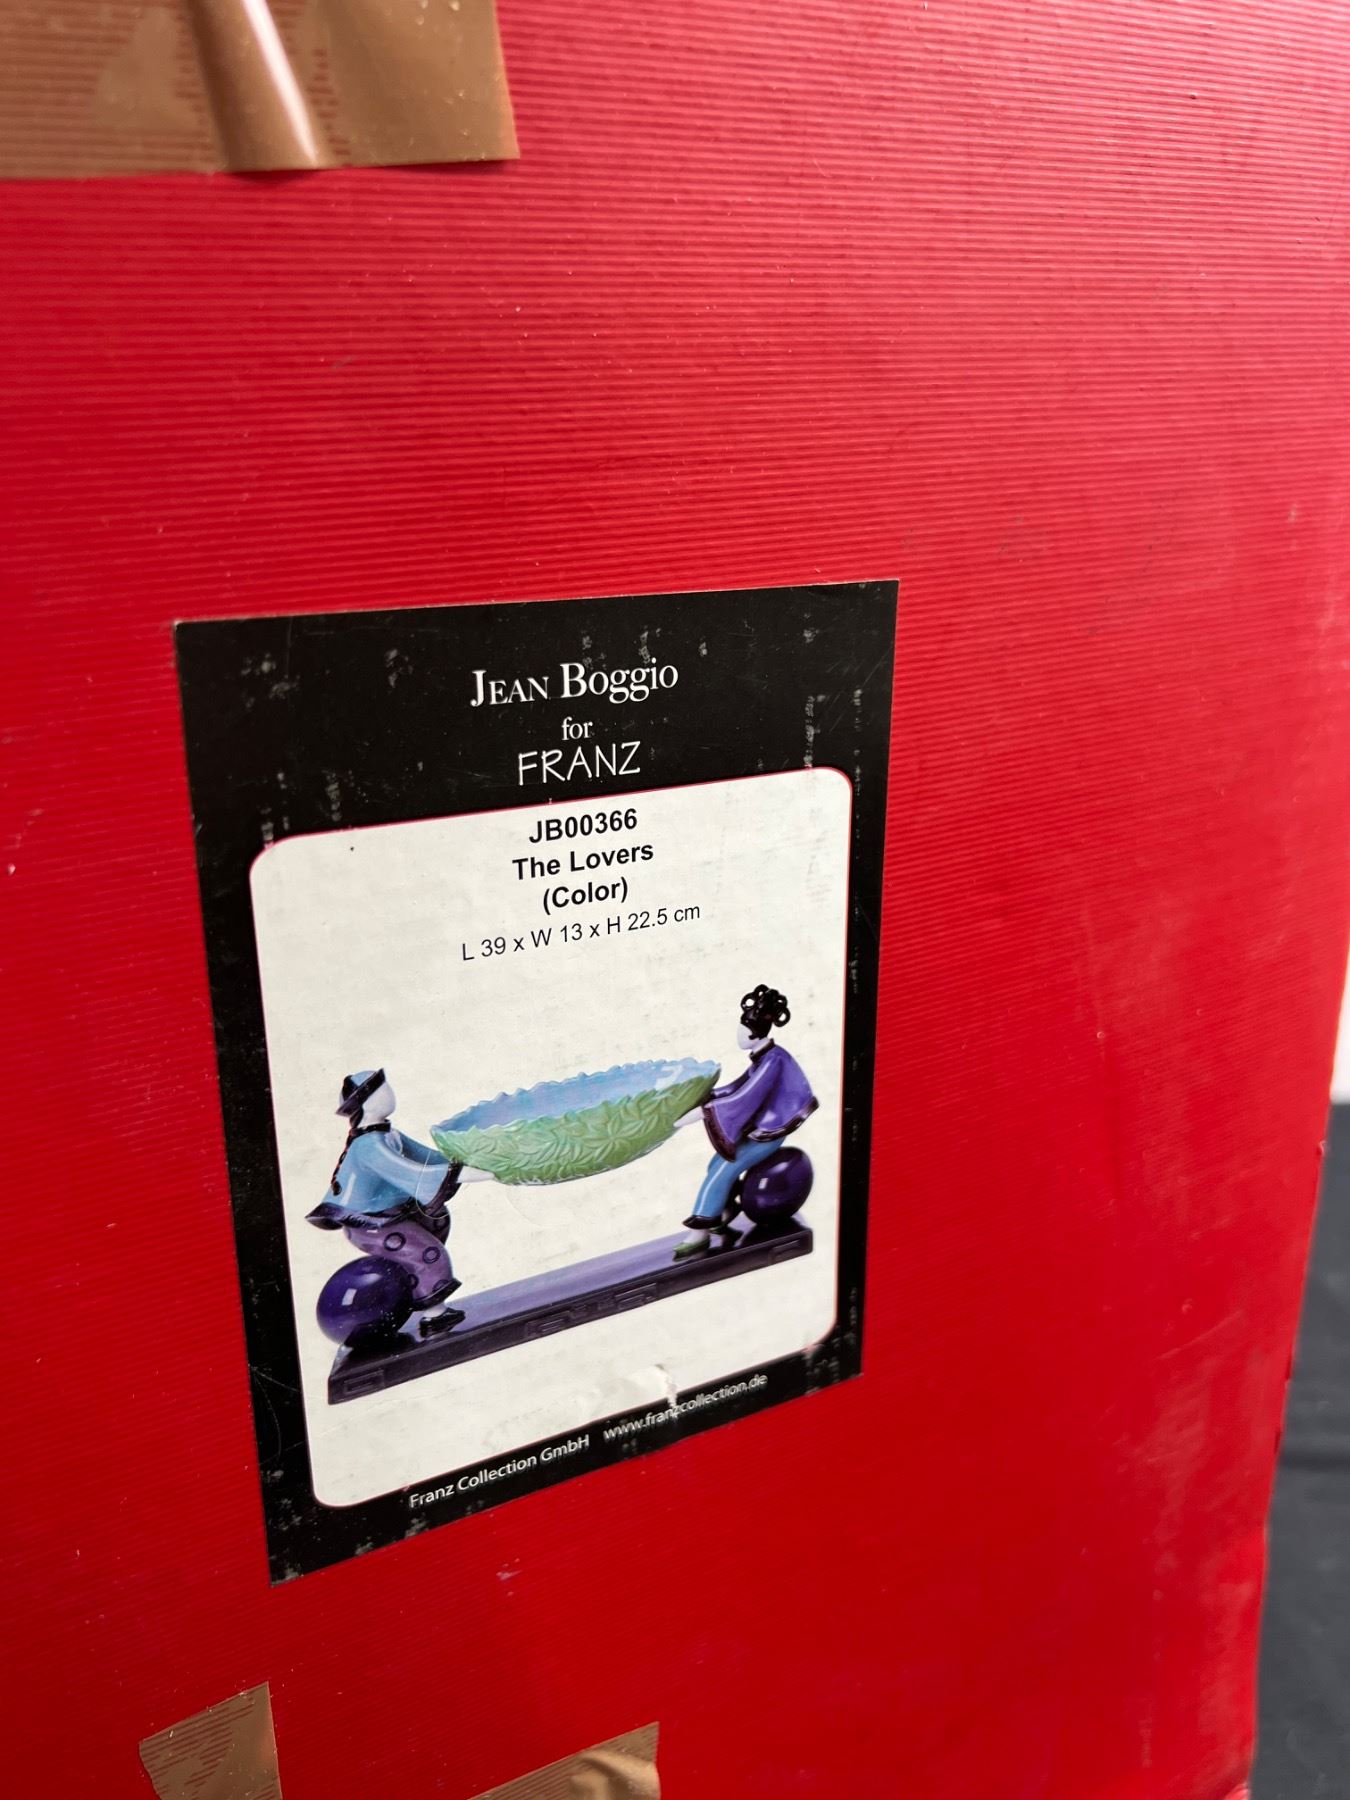 JEAN Boggio
for
FRANZ
JB00366
The Lovers
(Color)
L 39 x W 13 x H 22.5 cm
Franz Collection GmbH www.franzcollection.de